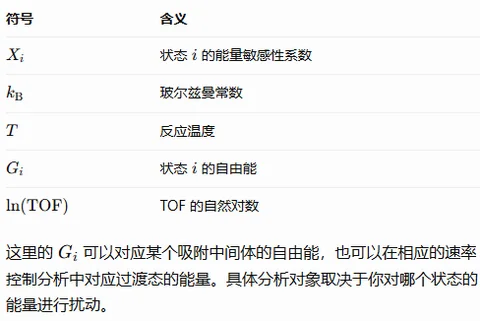 符号 含义
X_i 状态 i 的能量敏感性系数
k_B 玻尔兹曼常数
T 反应温度
G_i 状态 i 的自由能
ln(TOF) TOF 的自然对数
这里的 G_i 可以对应某个吸附中间体的自由能，也可以在相应的速率
控制分析中对应过渡态的能量。具体分析对象取决于你对哪个状态的
能量进行扰动。